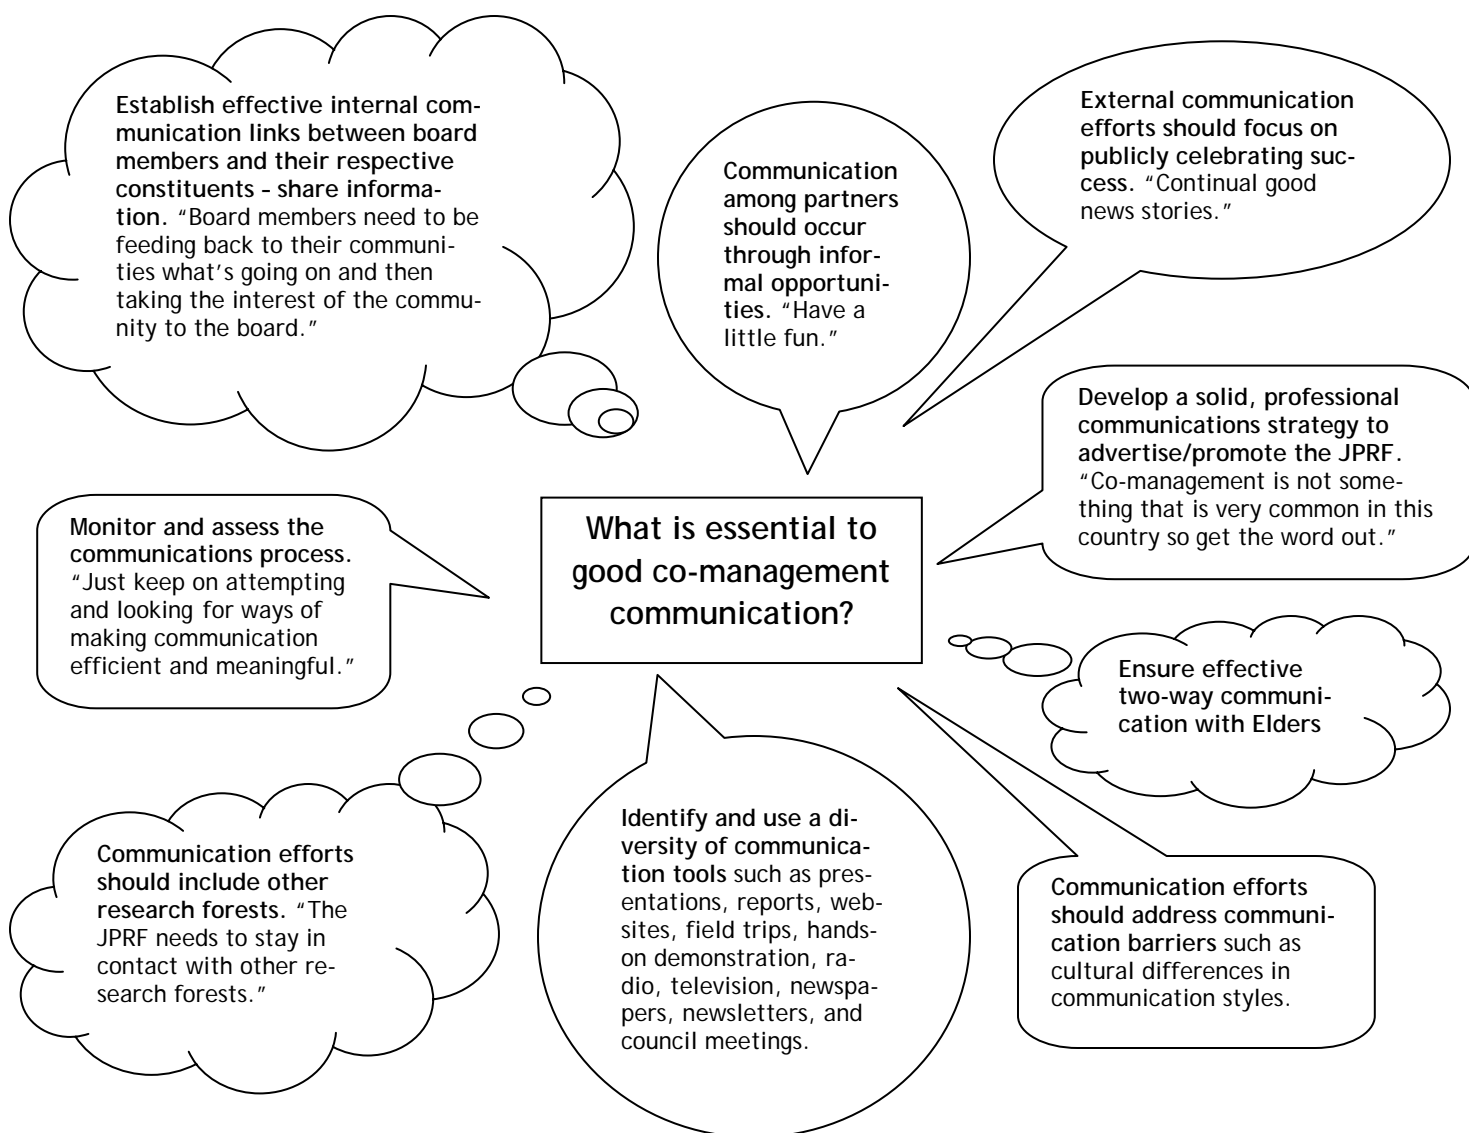 Establish effective internal com-
munication links between board
members and their respective
constituents – share informa-
tion. “Board members need to be
feeding back to their communi-
ties what’s going on and then
taking the interest of the commu-
nity to the board.”
Communication
among partners
should occur
through infor-
mal opportuni-
ties. “Have a
little fun.”
External communication
efforts should focus on
publicly celebrating suc-
cess. “Continual good
news stories.”
Develop a solid, professional
communications strategy to
advertise/promote the JPRF.
“Co-management is not some-
thing that is very common in this
country so get the word out.”
Monitor and assess the
communications process.
“Just keep on attempting
and looking for ways of
making communication
efficient and meaningful.”
What is essential to
good co-management
communication?
Ensure effective
two-way communi-
cation with Elders
Communication efforts
should include other
research forests. “The
JPRF needs to stay in
contact with other re-
search forests.”
Identify and use a di-
versity of communica-
tion tools such as pres-
entations, reports, web-
sites, field trips, hands-
on demonstration, ra-
dio, television, newspa-
pers, newsletters, and
council meetings.
Communication efforts
should address communi-
cation barriers such as
cultural differences in
communication styles.